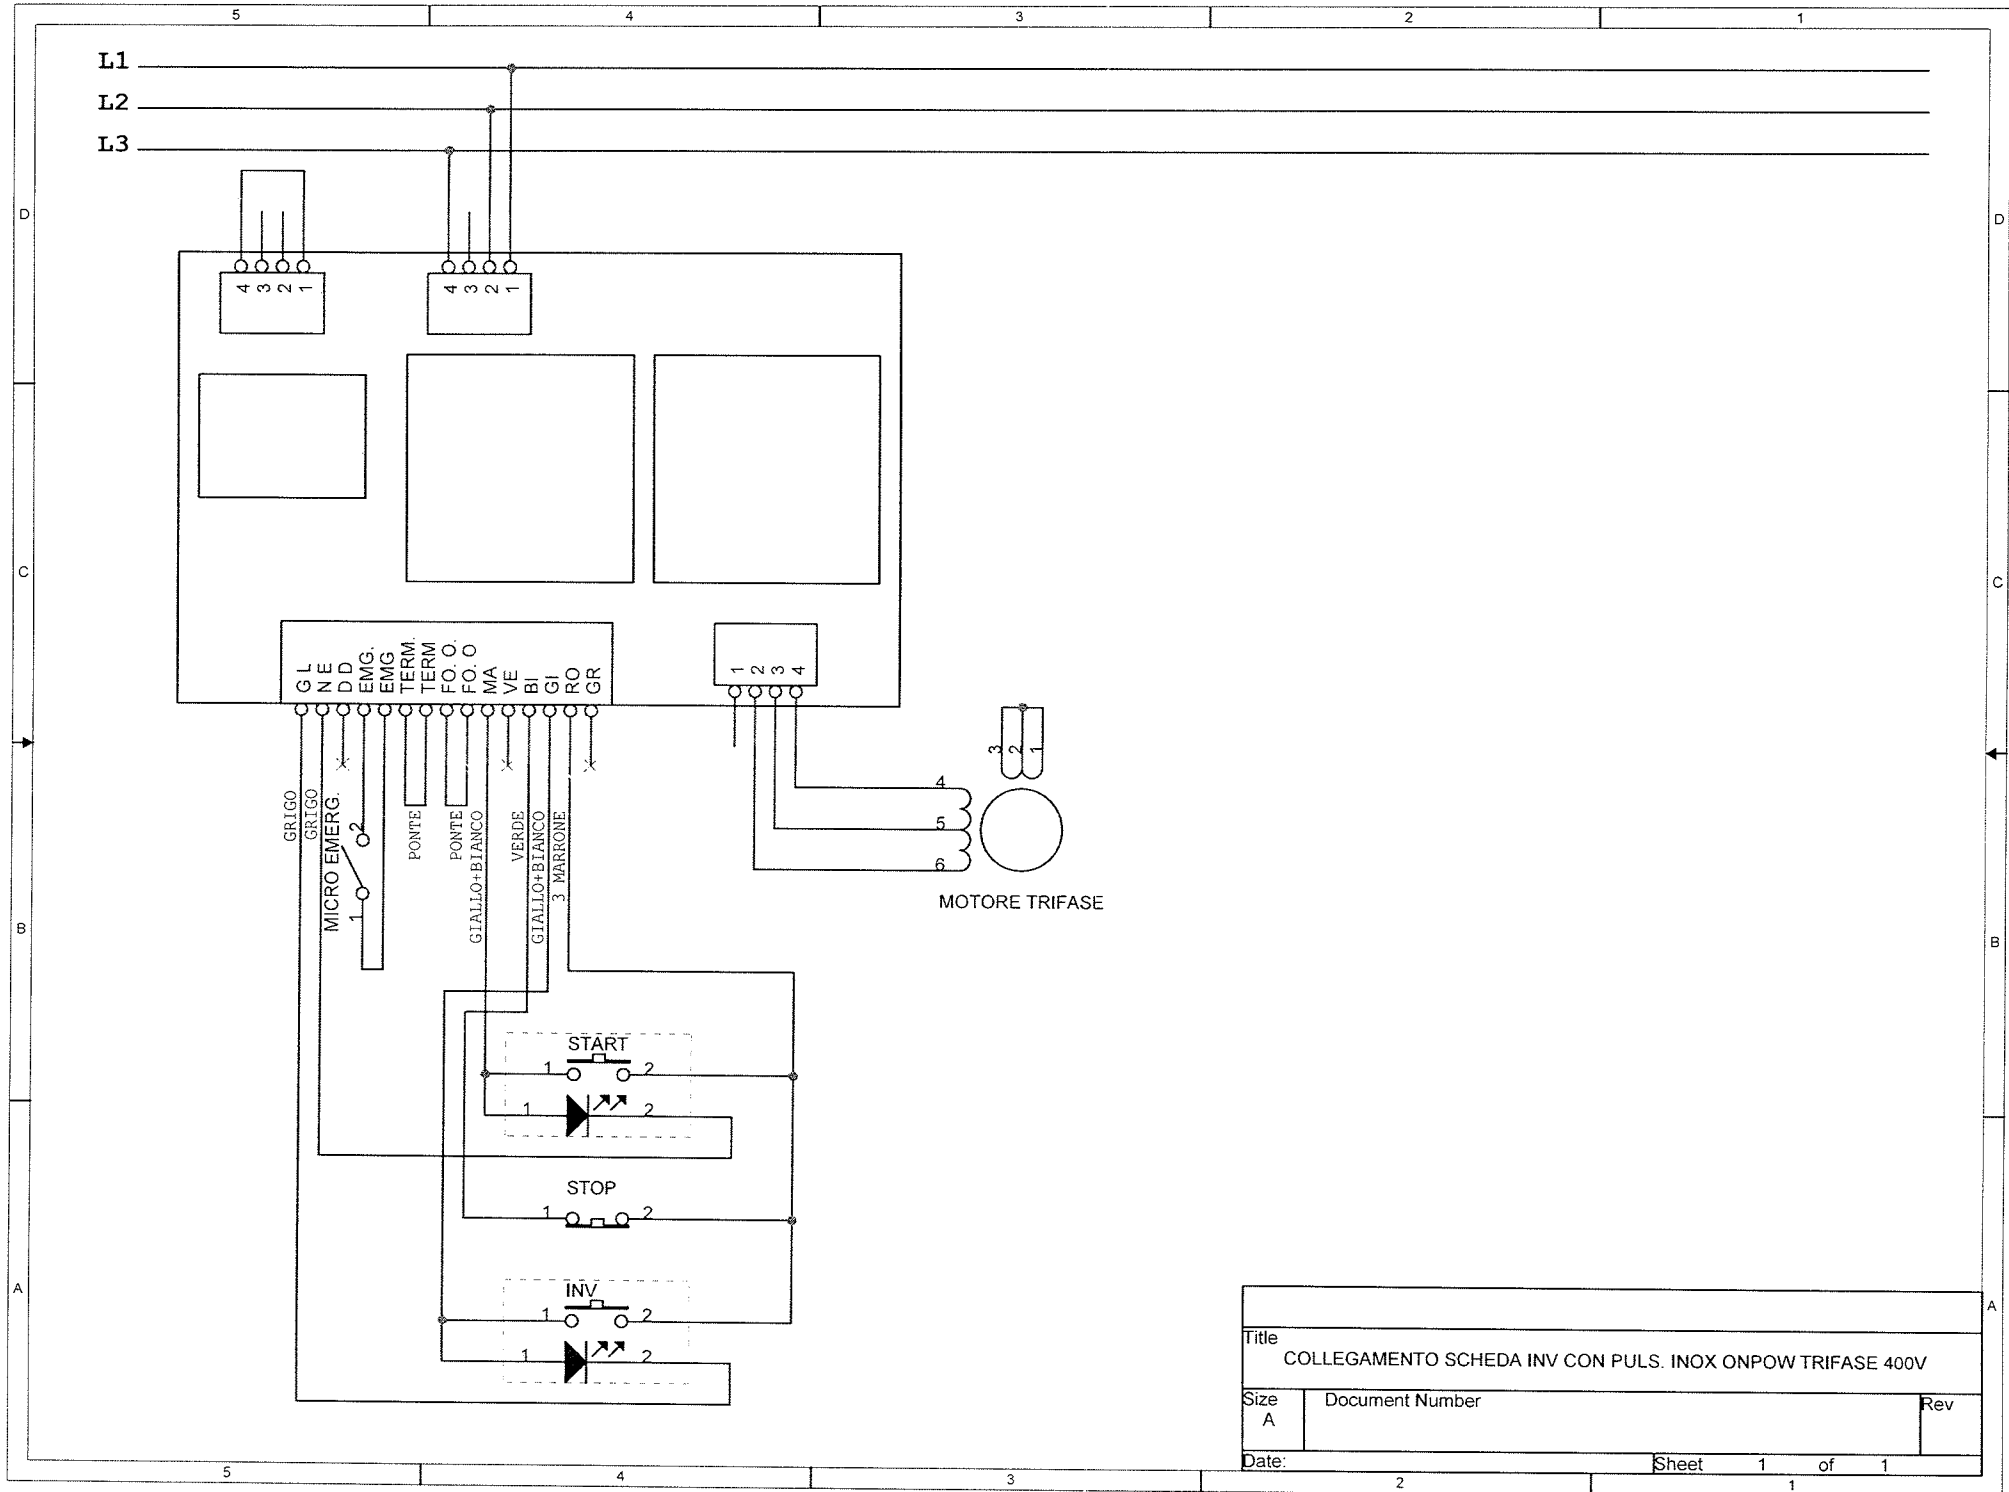 5 4 3 2 1
L1
L2
L3
D D
4 3 2 1
4 3 2 1
C C
G L
N E
D D
EMG.
EMG
TERM.
TERM
FO. O.
FO. O
MA
VE
BI
GI
RO
GR
1 2 3 4
GRIGO
GRIGO
MICRO EMERG.
2
1
PONTE
PONTE
GIALLO+BIANCO
VERDE
GIALLO+BIANCO
3 MARRONE
3 2 1
4
5
6
MOTORE TRIFASE
B B
START
1 2
1 2
STOP
1 2
INV
1 2
1 2
A A
Title
COLLEGAMENTO SCHEDA INV CON PULS. INOX ONPOW TRIFASE 400V
Size
A
Document Number
Rev
Date:
Sheet 1 of 1
5 4 3 2 1